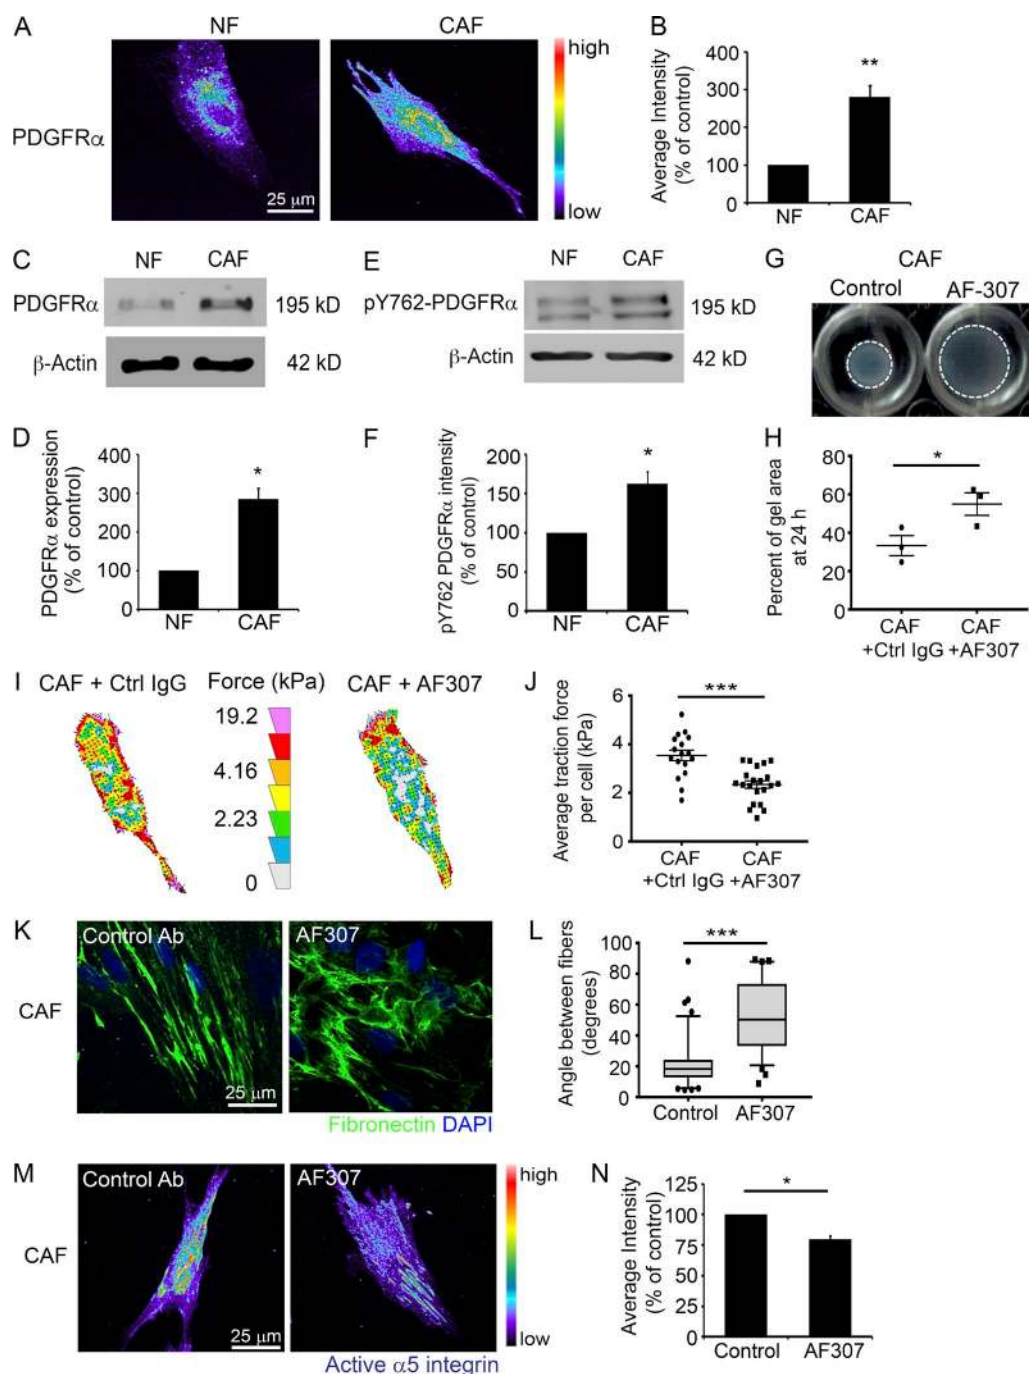 A
NF
CAF
PDGFRα
25 μm
high
low
B
Average Intensity
(% of control)
400
300
200
100
0
**
NF
CAF
C
NF
CAF
PDGFRα
195 kD
β-Actin
42 kD
E
NF
CAF
pY762-PDGFRα
195 kD
β-Actin
42 kD
G
CAF
Control
AF-307
D
PDGFRα expression
(% of control)
400
300
200
100
0
*
NF
CAF
F
pY762 PDGFRα intensity
(% of control)
200
150
100
50
0
*
NF
CAF
H
Percent of gel area
at 24 h
80
60
40
20
0
*
CAF
+Ctrl IgG
CAF
+AF307
I
CAF + Ctrl IgG
Force (kPa)
CAF + AF307
19.2
4.16
2.23
0
J
Average traction force
per cell (kPa)
6
4
2
0
***
CAF
+Ctrl IgG
CAF
+AF307
K
CAF
Control Ab
AF307
25 μm
Fibronectin DAPI
L
Angle between fibers
(degrees)
100
80
60
40
20
0
***
Control
AF307
M
CAF
Control Ab
AF307
25 μm
high
low
Active α5 integrin
N
Average Intensity
(% of control)
125
100
75
50
25
0
*
Control
AF307